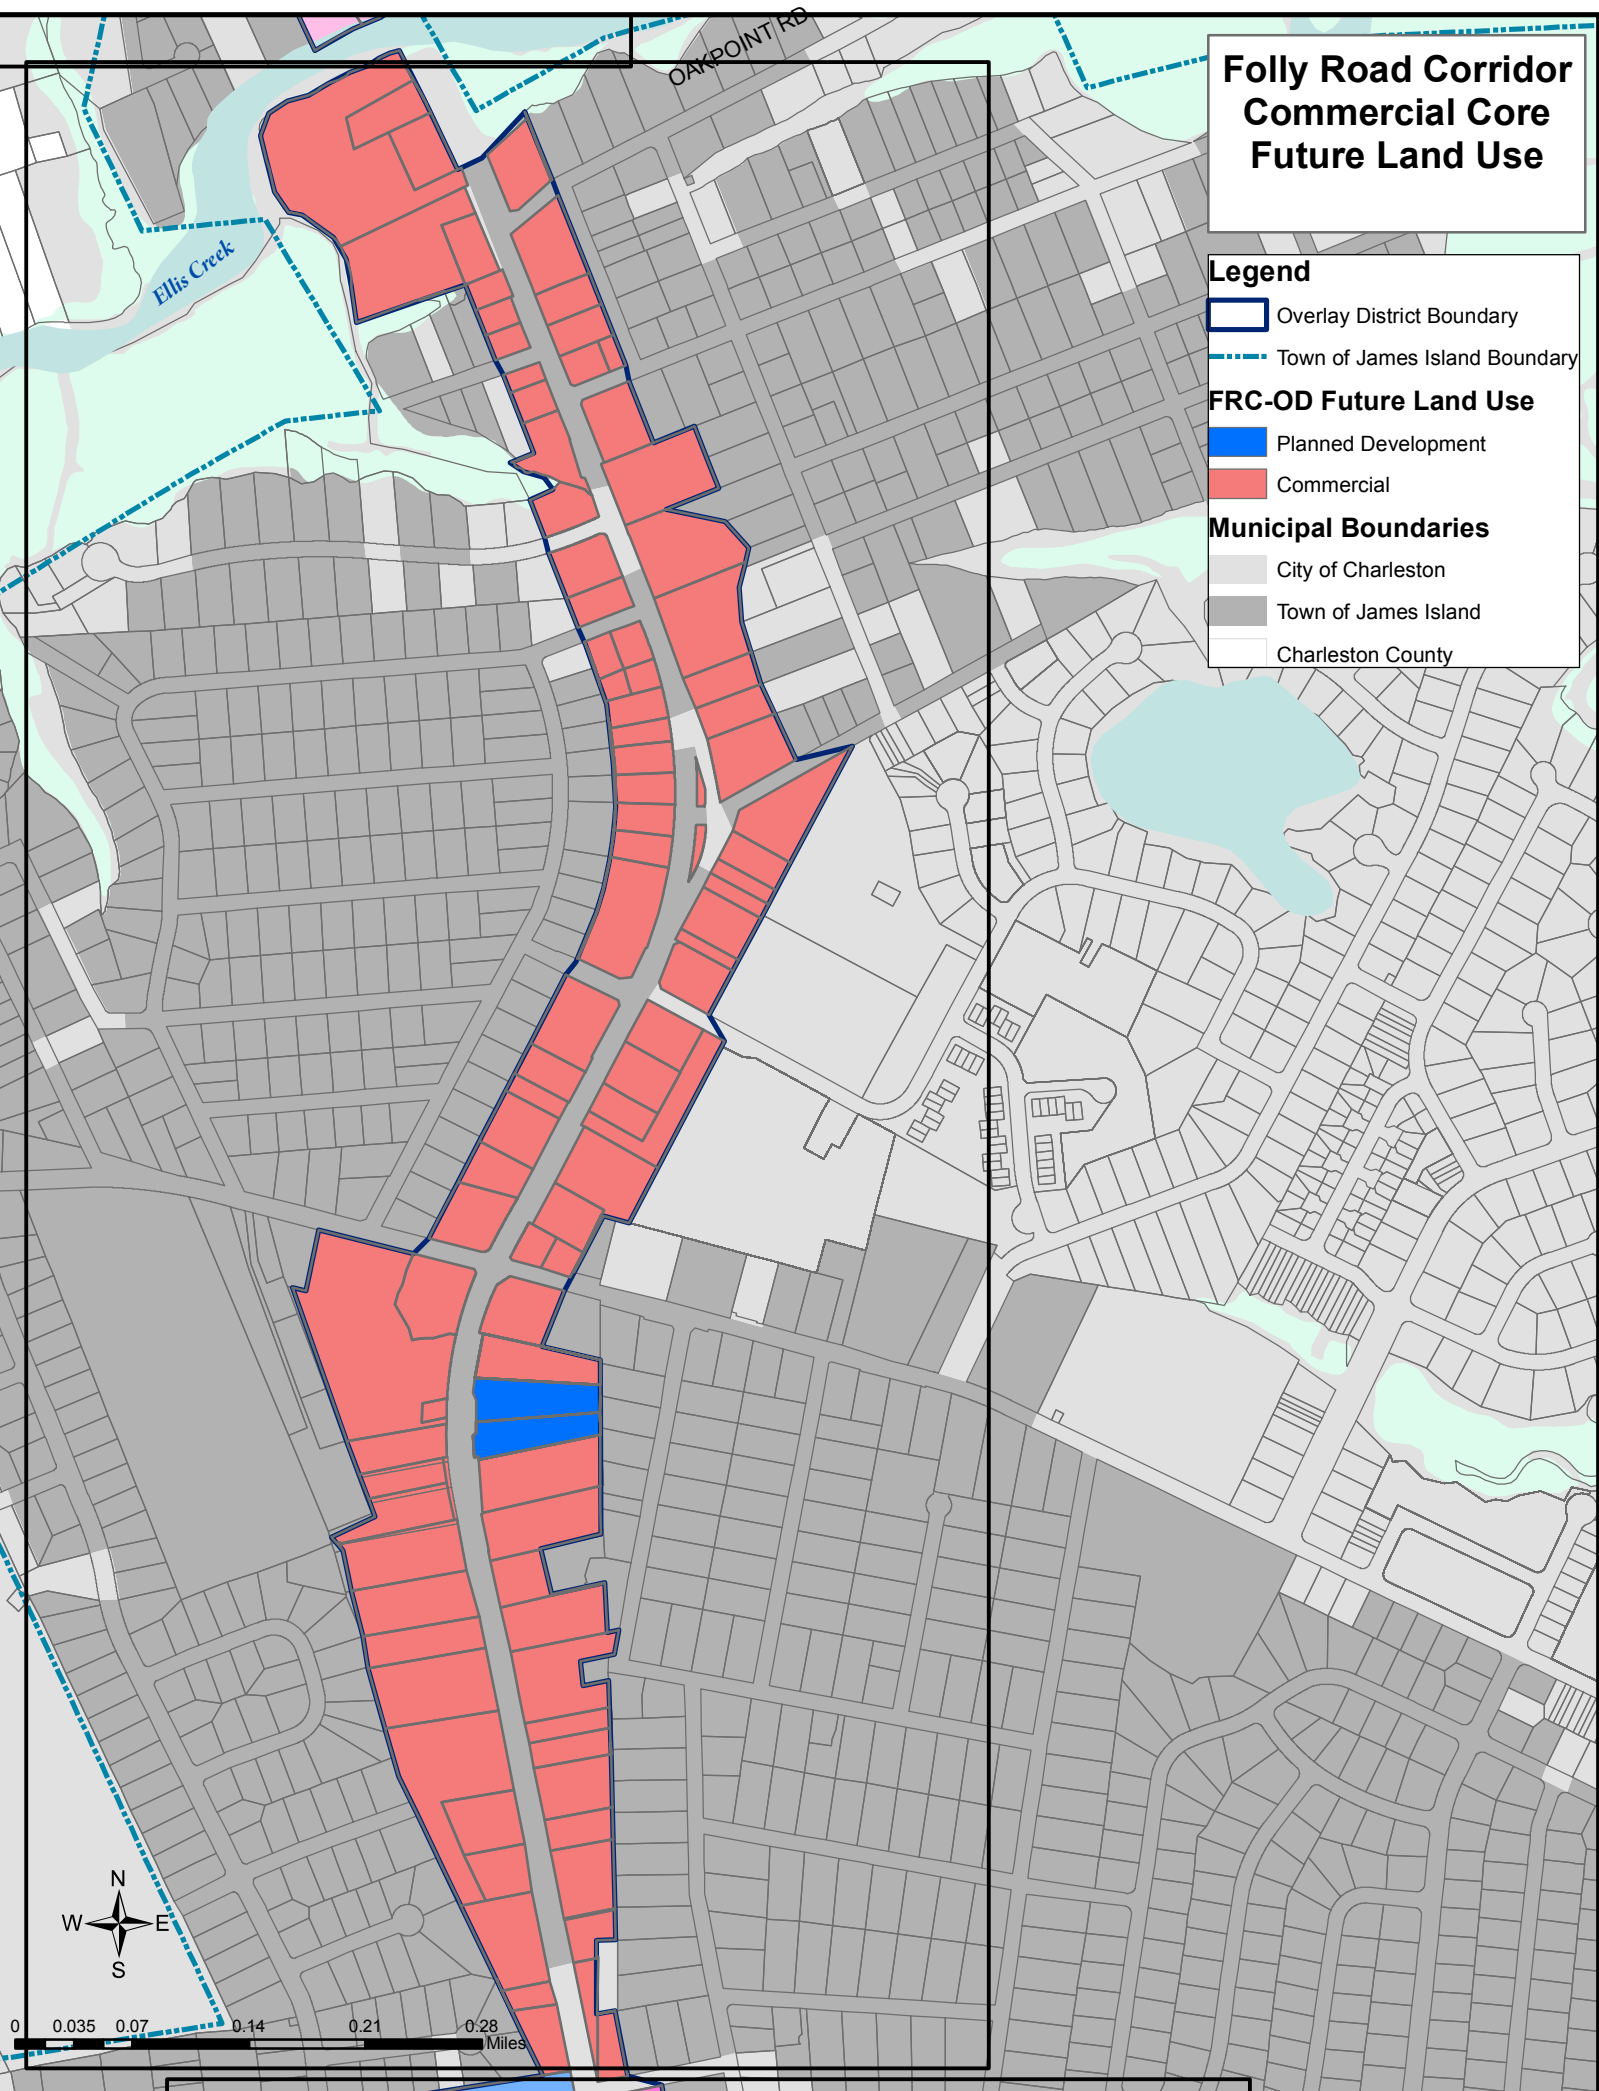 OAKPOINT RD
Folly Road Corridor
Commercial Core
Future Land Use
Legend
Overlay District Boundary
Town of James Island Boundary
FRC-OD Future Land Use
Planned Development
Commercial
Municipal Boundaries
City of Charleston
Town of James Island
Charleston County
Ellis Creek
N
W E
S
0 0.035 0.07 0.14 0.21 0.28
Miles